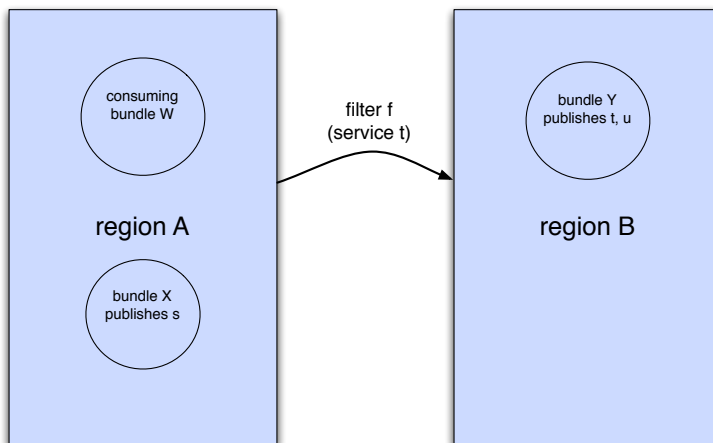 consuming
bundle W
region A
bundle X
publishes s
filter f
(service t)
bundle Y
publishes t, u
region B